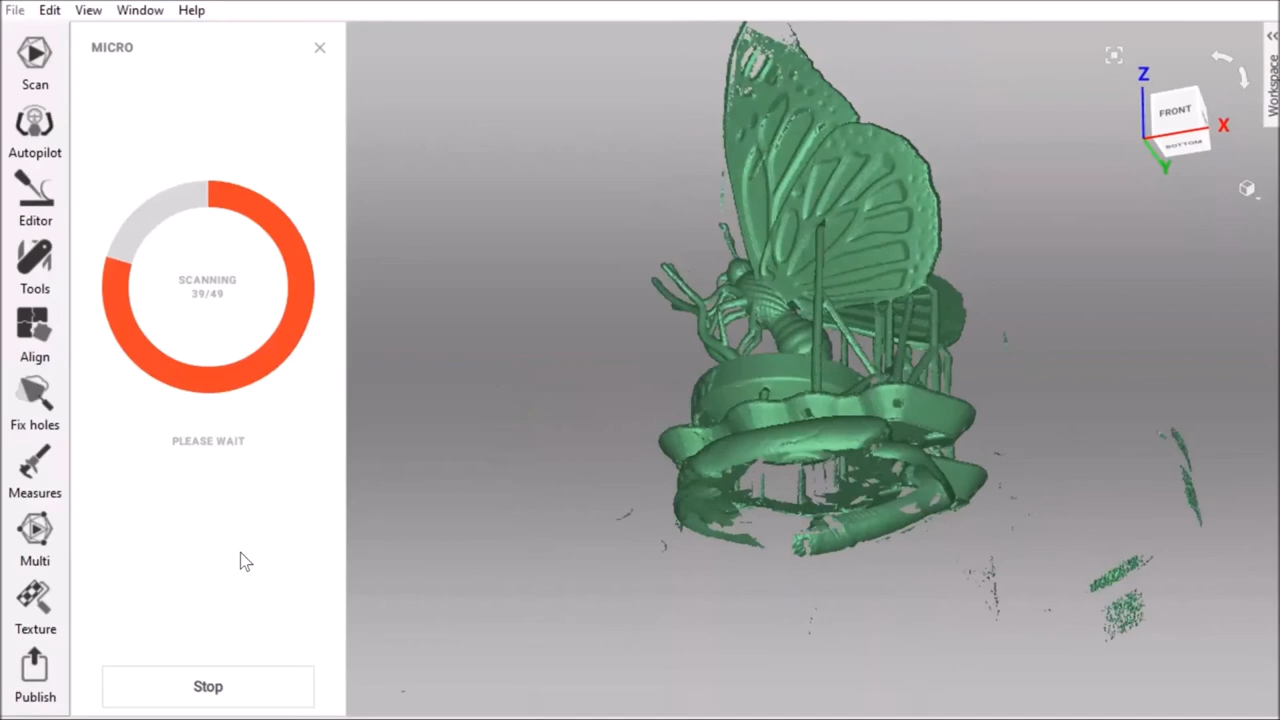 File Edit View Window Help
Scan
Autopilot
Editor
Tools
Align
Fix holes
Measures
Multi
Texture
Publish
MICRO
SCANNING
39/49
PLEASE WAIT
Stop
Z
FRONT
X
BOTTOM
Y
Workspace